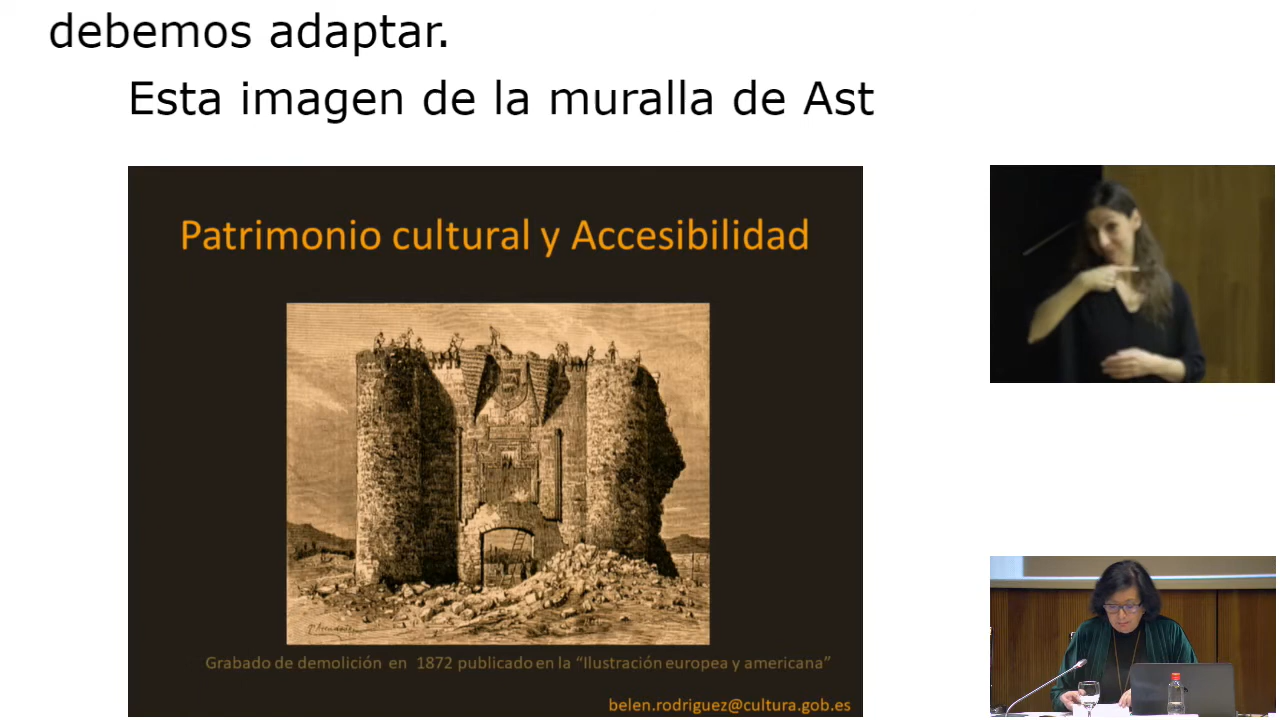 debemos adaptar.
Esta imagen de la muralla de Ast
Patrimonio cultural y Accesibilidad
Grabado de demolición en 1872 publicado en la “Ilustración europea y americana”
belen.rodriguez@cultura.gob.es